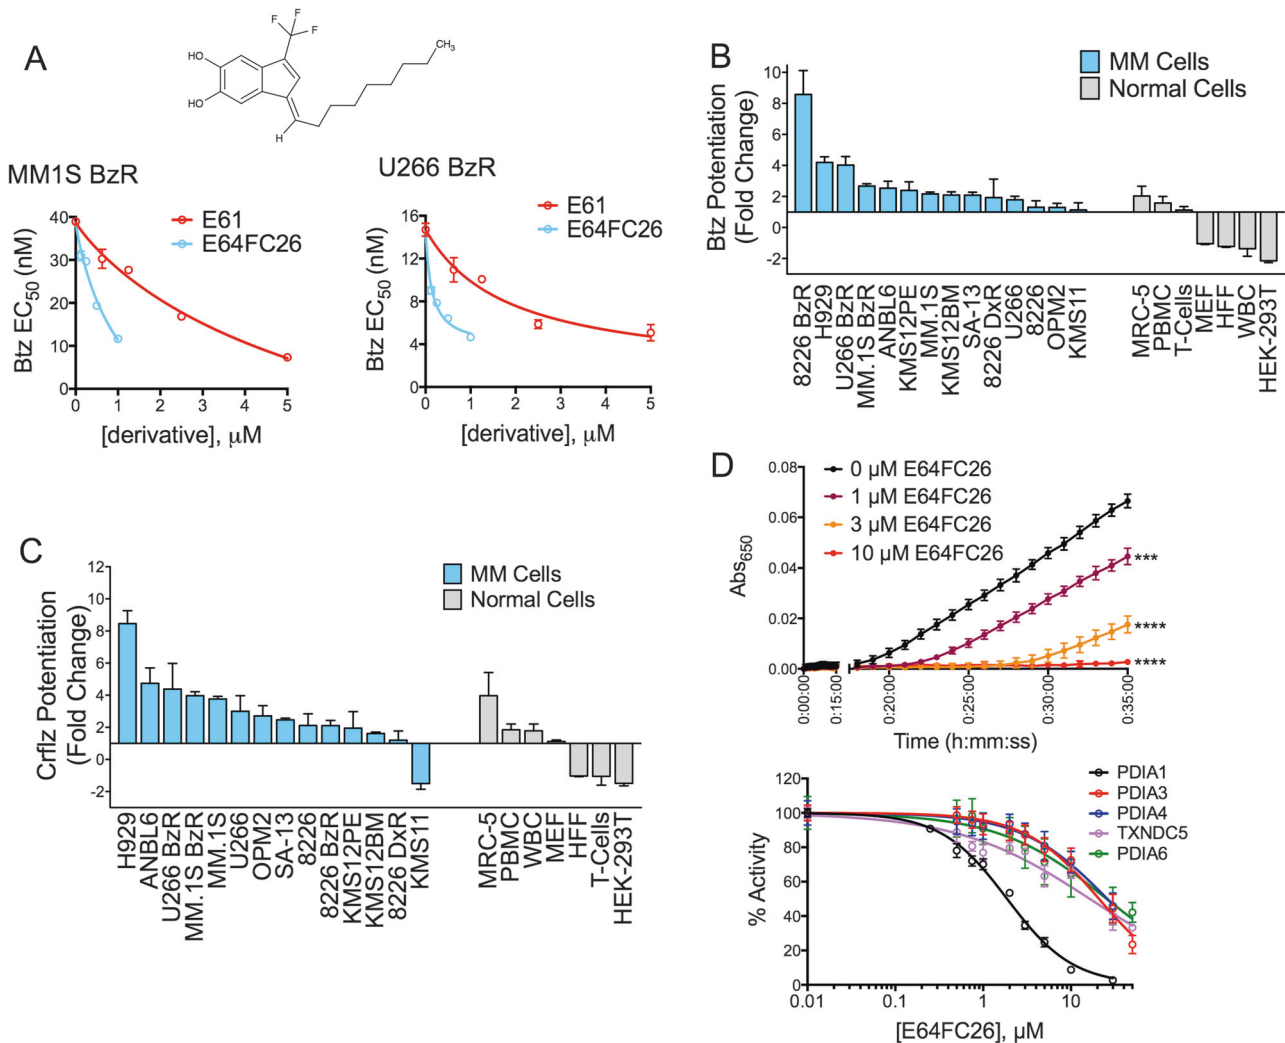 A
F
F
F
HO
HO
H
CH3
MM1S BzR
E61
E64FC26
Btz EC50 (nM)
40
30
20
10
0
0 1 2 3 4 5
[derivative], μM
U266 BzR
E61
E64FC26
Btz EC50 (nM)
16
12
8
4
0
0 1 2 3 4 5
[derivative], μM
B
MM Cells
Normal Cells
Btz Potentiation
(Fold Change)
10
8
6
4
2
0
-2
8226 BzR
H929
U266 BzR
MM.1S BzR
ANBL6
KMS12PE
MM.1S
KMS12BM
SA-13
8226 DxR
U266
8226
OPM2
KMS11
MRC-5
PBMC
T-Cells
MEF
HFF
WBC
HEK-293T
C
MM Cells
Normal Cells
Crflz Potentiation
(Fold Change)
12
10
8
6
4
2
0
-2
H929
ANBL6
U266 BzR
MM.1S BzR
MM.1S
U266
OPM2
SA-13
8226
8226 BzR
KMS12PE
KMS12BM
8226 DxR
KMS11
MRC-5
PBMC
WBC
MEF
HFF
T-Cells
HEK-293T
D
0 μM E64FC26
1 μM E64FC26
3 μM E64FC26
10 μM E64FC26
Abs650
0.08
0.06
0.04
0.02
0.00
***
****
****
0:00:00
0:15:00
0:20:00
0:25:00
0:30:00
0:35:00
Time (h:mm:ss)
PDIA1
PDIA3
PDIA4
TXNDC5
PDIA6
% Activity
120
100
80
60
40
20
0
0.01 0.1 1 10
[E64FC26], μM